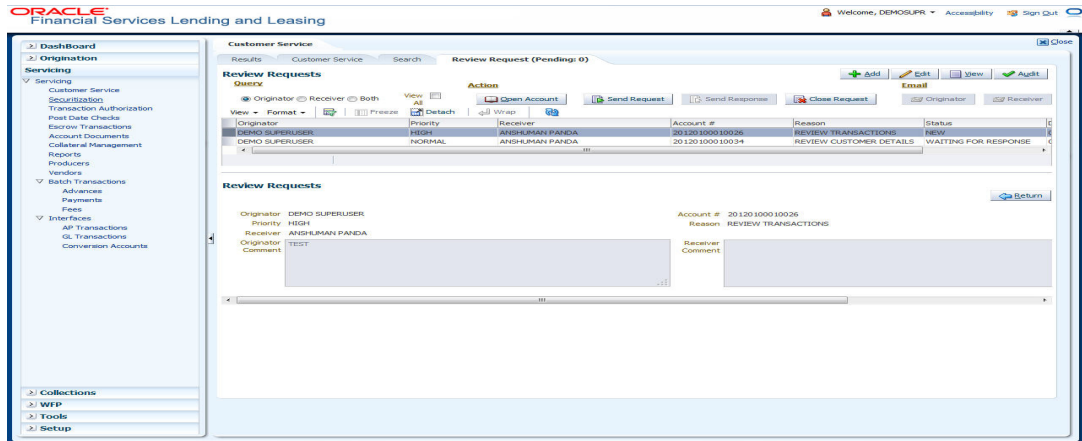 ORACLE
Financial Services Lending and Leasing
Welcome, DEMOSUPR Accessibility Sign Out
Close
DashBoard
Origination
Servicing
Servicing
Customer Service
Securitization
Transaction Authorization
Post Date Checks
Escrow Transactions
Account Documents
Collateral Management
Reports
Producers
Vendors
Batch Transactions
Advances
Payments
Fees
Interfaces
AP Transactions
GL Transactions
Conversion Accounts
Collections
WFP
Tools
Setup
Customer Service
Results Customer Service Search Review Request (Pending: 0)
Review Requests
Add Edit View Audit
Query Action Email
Originator Receiver Both View All Open Account Send Request Send Response Close Request Originator Receiver
View Format Freeze Detach Wrap
Originator Priority Receiver Account # Reason Status D
DEMO SUPERUSER HIGH ANSHUMAN PANDA 20120100010026 REVIEW TRANSACTIONS NEW
DEMO SUPERUSER NORMAL ANSHUMAN PANDA 20120100010034 REVIEW CUSTOMER DETAILS WAITING FOR RESPONSE
Review Requests
Return
Originator DEMO SUPERUSER Account # 20120100010026
Priority HIGH Reason REVIEW TRANSACTIONS
Receiver ANSHUMAN PANDA
Originator Comment TEST Receiver Comment